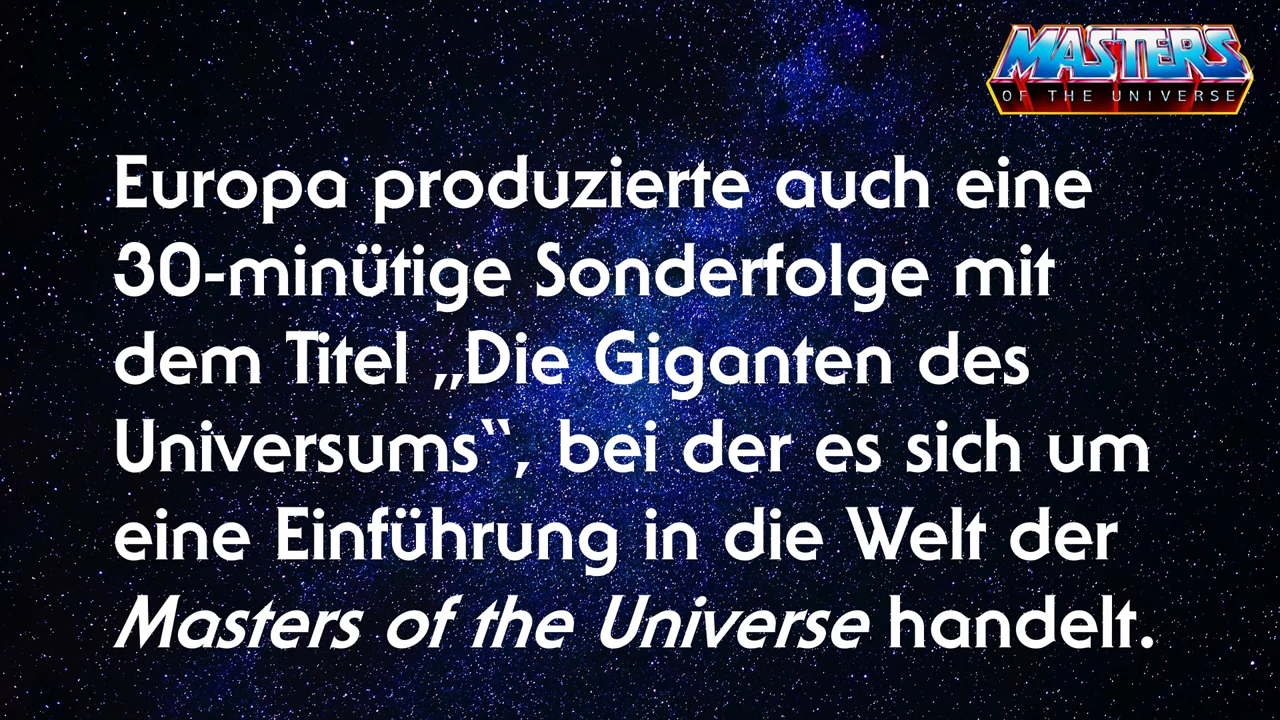 MASTERS
OF THE UNIVERSE
Europa produzierte auch eine
30-minütige Sonderfolge mit
dem Titel „Die Giganten des
Universums“, bei der es sich um
eine Einführung in die Welt der
Masters of the Universe handelt.